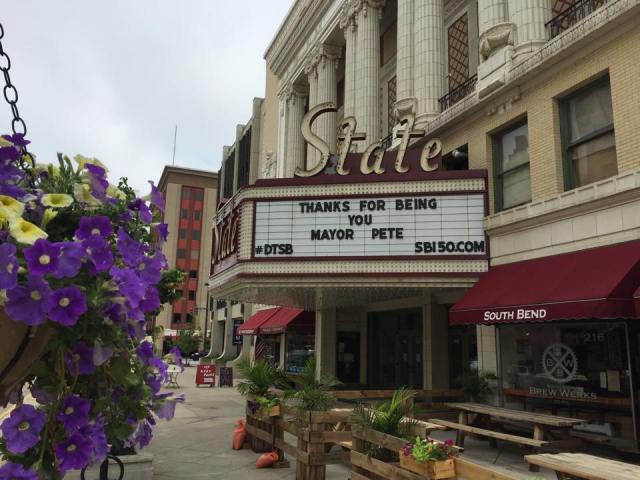 State
State
THANKS FOR BEING
YOU
MAYOR PETE
#DTSB
SB150.COM
SOUTH BEND
216
BREW WERKS